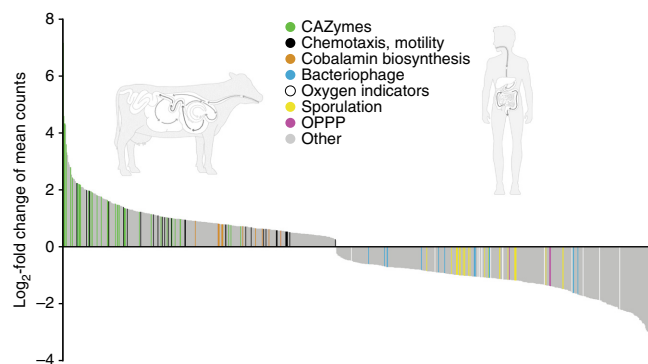 8
6
4
2
0
−2
−4
Log2-fold change of mean counts
CAZymes
Chemotaxis, motility
Cobalamin biosynthesis
Bacteriophage
Oxygen indicators
Sporulation
OPPP
Other